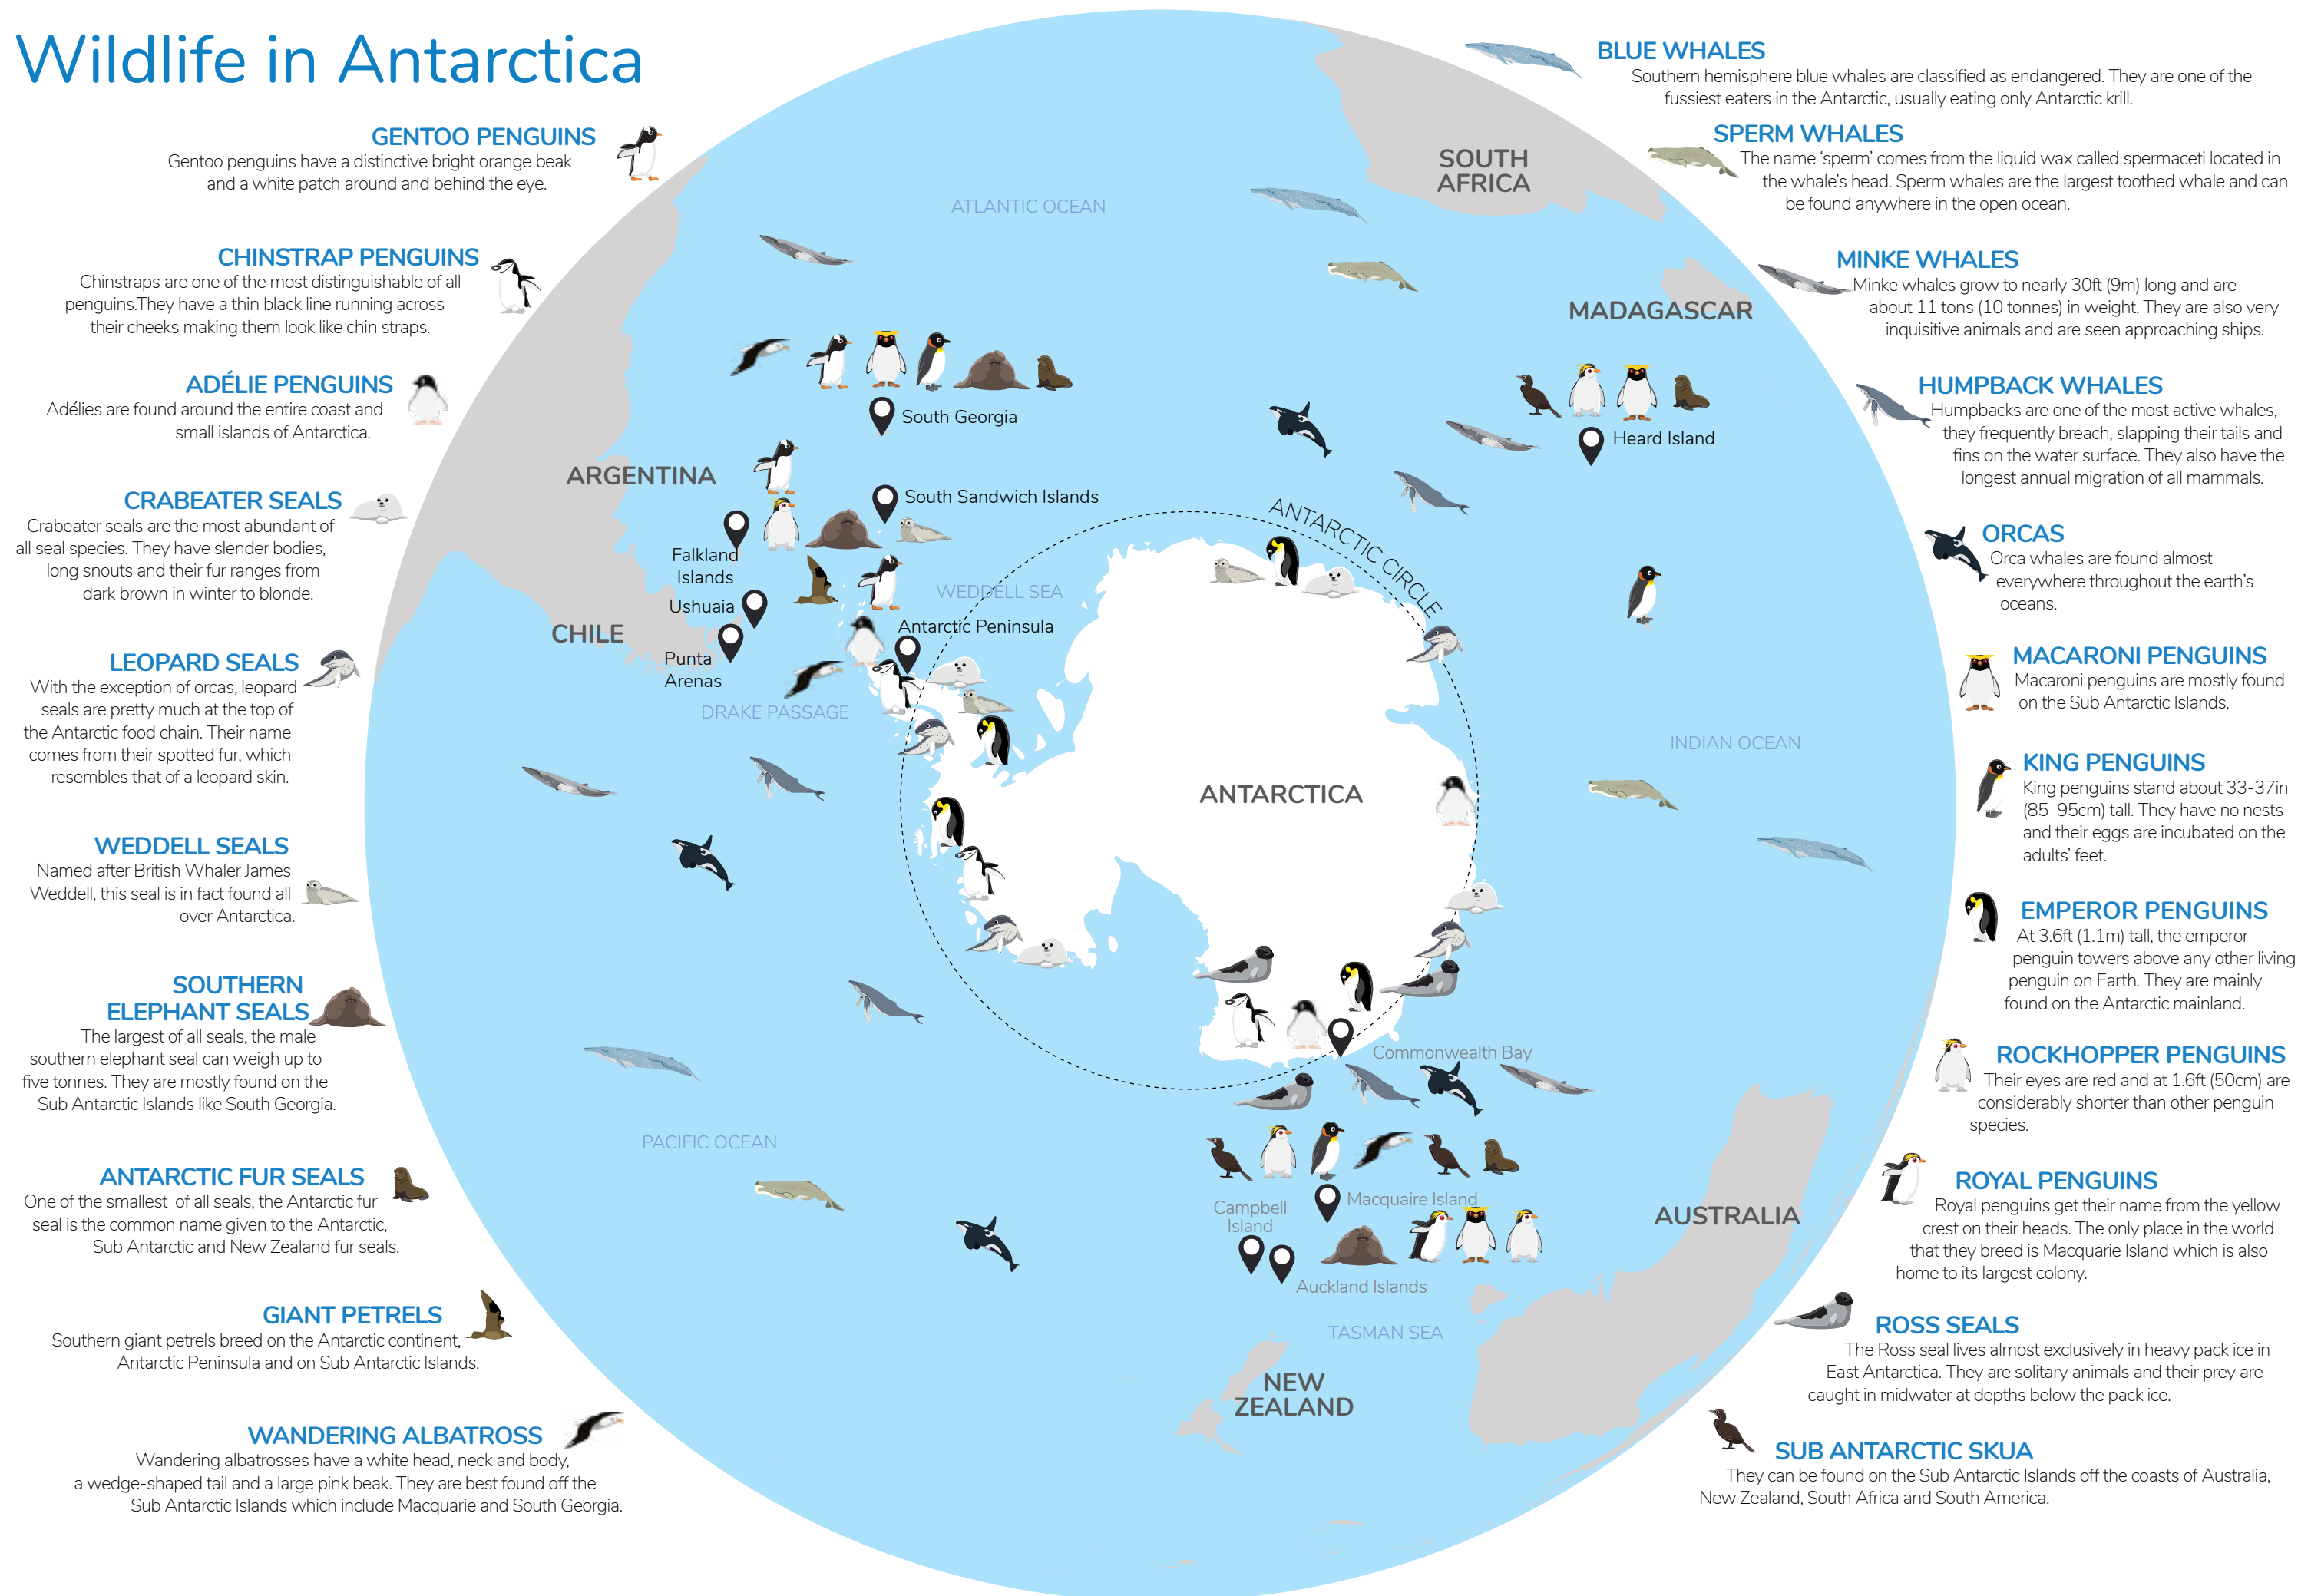 Wildlife in Antarctica
GENTOO PENGUINS
Gentoo penguins have a distinctive bright orange beak
and a white patch around and behind the eye.
CHINSTRAP PENGUINS
Chinstraps are one of the most distinguishable of all
penguins.They have a thin black line running across
their cheeks making them look like chin straps.
ADÉLIE PENGUINS
Adélies are found around the entire coast and
small islands of Antarctica.
CRABEATER SEALS
Crabeater seals are the most abundant of
all seal species. They have slender bodies,
long snouts and their fur ranges from
dark brown in winter to blonde.
LEOPARD SEALS
With the exception of orcas, leopard
seals are pretty much at the top of
the Antarctic food chain. Their name
comes from their spotted fur, which
resembles that of a leopard skin.
WEDDELL SEALS
Named after British Whaler James
Weddell, this seal is in fact found all
over Antarctica.
SOUTHERN
ELEPHANT SEALS
The largest of all seals, the male
southern elephant seal can weigh up to
five tonnes. They are mostly found on the
Sub Antarctic Islands like South Georgia.
ANTARCTIC FUR SEALS
One of the smallest of all seals, the Antarctic fur
seal is the common name given to the Antarctic,
Sub Antarctic and New Zealand fur seals.
GIANT PETRELS
Southern giant petrels breed on the Antarctic continent,
Antarctic Peninsula and on Sub Antarctic Islands.
WANDERING ALBATROSS
Wandering albatrosses have a white head, neck and body,
a wedge-shaped tail and a large pink beak. They are best found off the
Sub Antarctic Islands which include Macquarie and South Georgia.
ATLANTIC OCEAN
SOUTH
AFRICA
MADAGASCAR
South Georgia
Heard Island
ARGENTINA
South Sandwich Islands
ANTARCTIC CIRCLE
Falkland
Islands
WEDDELL SEA
Ushuaia
Antarctic Peninsula
CHILE
Punta
Arenas
DRAKE PASSAGE
INDIAN OCEAN
ANTARCTICA
Commonwealth Bay
PACIFIC OCEAN
Campbell
Island
Macquaire Island
AUSTRALIA
Auckland Islands
TASMAN SEA
NEW
ZEALAND
BLUE WHALES
Southern hemisphere blue whales are classified as endangered. They are one of the
fussiest eaters in the Antarctic, usually eating only Antarctic krill.
SPERM WHALES
The name ‘sperm’ comes from the liquid wax called spermaceti located in
the whale’s head. Sperm whales are the largest toothed whale and can
be found anywhere in the open ocean.
MINKE WHALES
Minke whales grow to nearly 30ft (9m) long and are
about 11 tons (10 tonnes) in weight. They are also very
inquisitive animals and are seen approaching ships.
HUMPBACK WHALES
Humpbacks are one of the most active whales,
they frequently breach, slapping their tails and
fins on the water surface. They also have the
longest annual migration of all mammals.
ORCAS
Orca whales are found almost
everywhere throughout the earth’s
oceans.
MACARONI PENGUINS
Macaroni penguins are mostly found
on the Sub Antarctic Islands.
KING PENGUINS
King penguins stand about 33-37in
(85–95cm) tall. They have no nests
and their eggs are incubated on the
adults’ feet.
EMPEROR PENGUINS
At 3.6ft (1.1m) tall, the emperor
penguin towers above any other living
penguin on Earth. They are mainly
found on the Antarctic mainland.
ROCKHOPPER PENGUINS
Their eyes are red and at 1.6ft (50cm) are
considerably shorter than other penguin
species.
ROYAL PENGUINS
Royal penguins get their name from the yellow
crest on their heads. The only place in the world
that they breed is Macquarie Island which is also
home to its largest colony.
ROSS SEALS
The Ross seal lives almost exclusively in heavy pack ice in
East Antarctica. They are solitary animals and their prey are
caught in midwater at depths below the pack ice.
SUB ANTARCTIC SKUA
They can be found on the Sub Antarctic Islands off the coasts of Australia,
New Zealand, South Africa and South America.